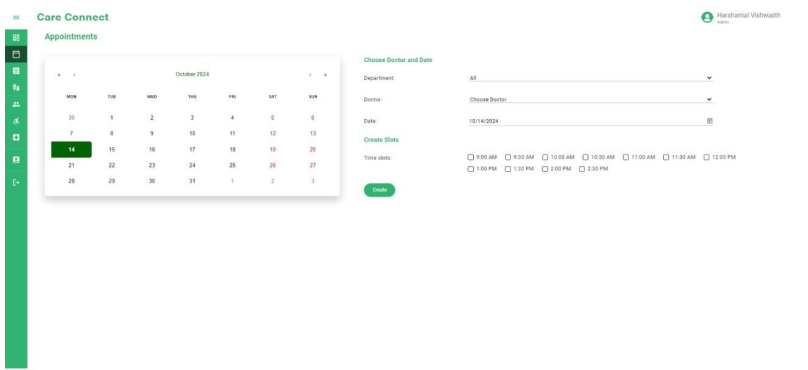 Care Connect
Harshamal Vishwajith
Admin
Appointments
« ‹ October 2024 › »
MON TUE WED THU FRI SAT SUN
30 1 2 3 4 5 6
7 8 9 10 11 12 13
14 15 16 17 18 19 20
21 22 23 24 25 26 27
28 29 30 31 1 2 3
Choose Doctor and Date
Department: All
Doctor: Choose Doctor
Date: 10/14/2024
Create Slots
Time slots: 9:00 AM 9:30 AM 10:00 AM 10:30 AM 11:00 AM 11:30 AM 12:00 PM
1:00 PM 1:30 PM 2:00 PM 2:30 PM
Create